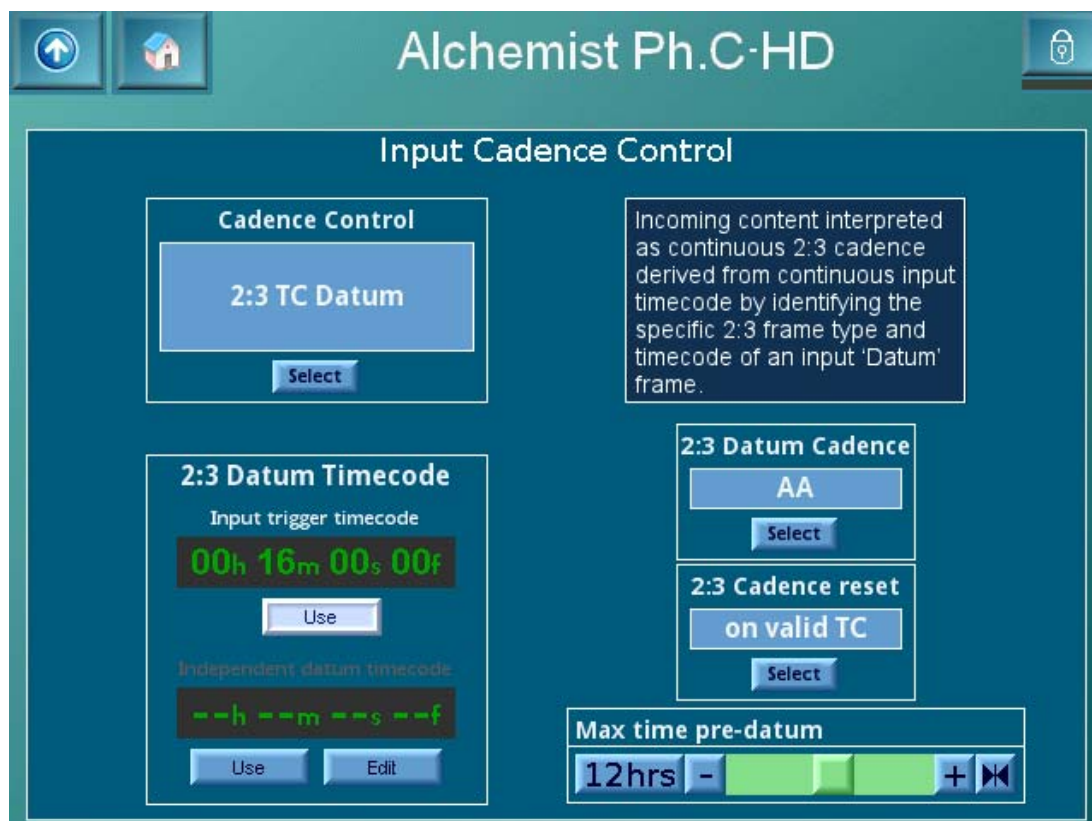 Alchemist Ph.C-HD
Input Cadence Control
Cadence Control
2:3 TC Datum
Select
Incoming content interpreted
as continuous 2:3 cadence
derived from continuous input
timecode by identifying the
specific 2:3 frame type and
timecode of an input ‘Datum’
frame.
2:3 Datum Timecode
Input trigger timecode
00h 16m 00s 00f
Use
Independent datum timecode
--h --m --s --f
Use Edit
2:3 Datum Cadence
AA
Select
2:3 Cadence reset
on valid TC
Select
Max time pre-datum
12hrs - +